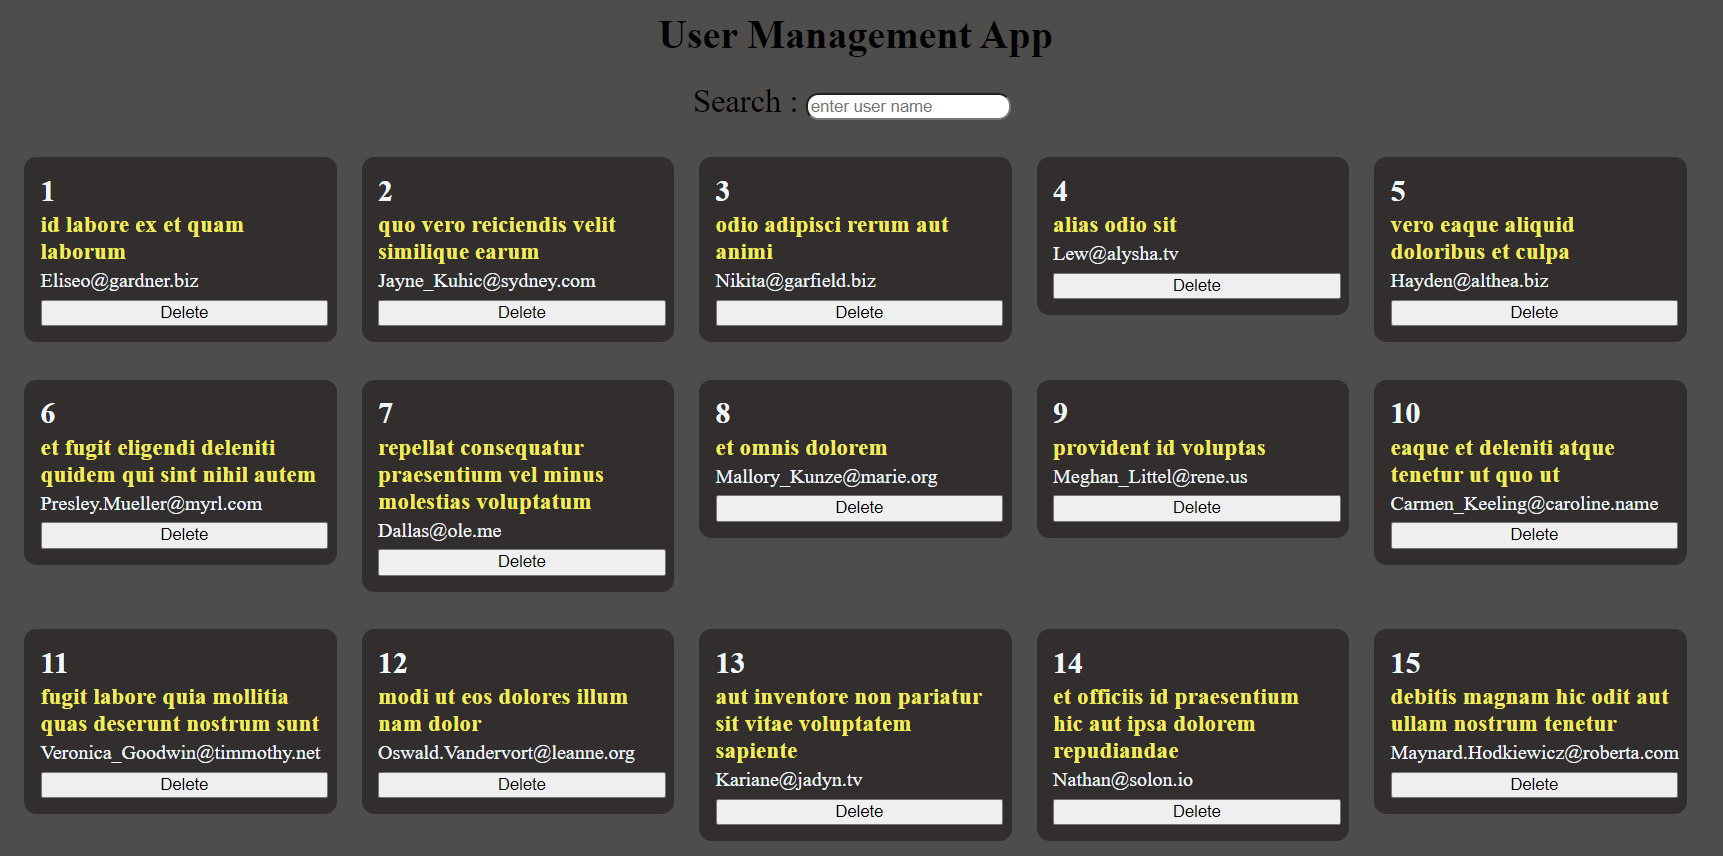 User Management App
Search : enter user name
1
id labore ex et quam
laborum
Eliseo@gardner.biz
Delete
2
quo vero reiciendis velit
similique earum
Jayne_Kuhic@sydney.com
Delete
3
odio adipisci rerum aut
animi
Nikita@garfield.biz
Delete
4
alias odio sit
Lew@alysha.tv
Delete
5
vero eaque aliquid
doloribus et culpa
Hayden@althea.biz
Delete
6
et fugit eligendi deleniti
quidem qui sint nihil autem
Presley.Mueller@myrl.com
Delete
7
repellat consequatur
praesentium vel minus
molestias voluptatum
Dallas@ole.me
Delete
8
et omnis dolorem
Mallory_Kunze@marie.org
Delete
9
provident id voluptas
Meghan_Littel@rene.us
Delete
10
eaque et deleniti atque
tenetur ut quo ut
Carmen_Keeling@caroline.name
Delete
11
fugit labore quia mollitia
quas deserunt nostrum sunt
Veronica_Goodwin@timmothy.net
Delete
12
modi ut eos dolores illum
nam dolor
Oswald.Vandervort@leanne.org
Delete
13
aut inventore non pariatur
sit vitae voluptatem
sapiente
Kariane@jadyn.tv
Delete
14
et officiis id praesentium
hic aut ipsa dolorem
repudiandae
Nathan@solon.io
Delete
15
debitis magnam hic odit aut
ullam nostrum tenetur
Maynard.Hodkiewicz@roberta.com
Delete